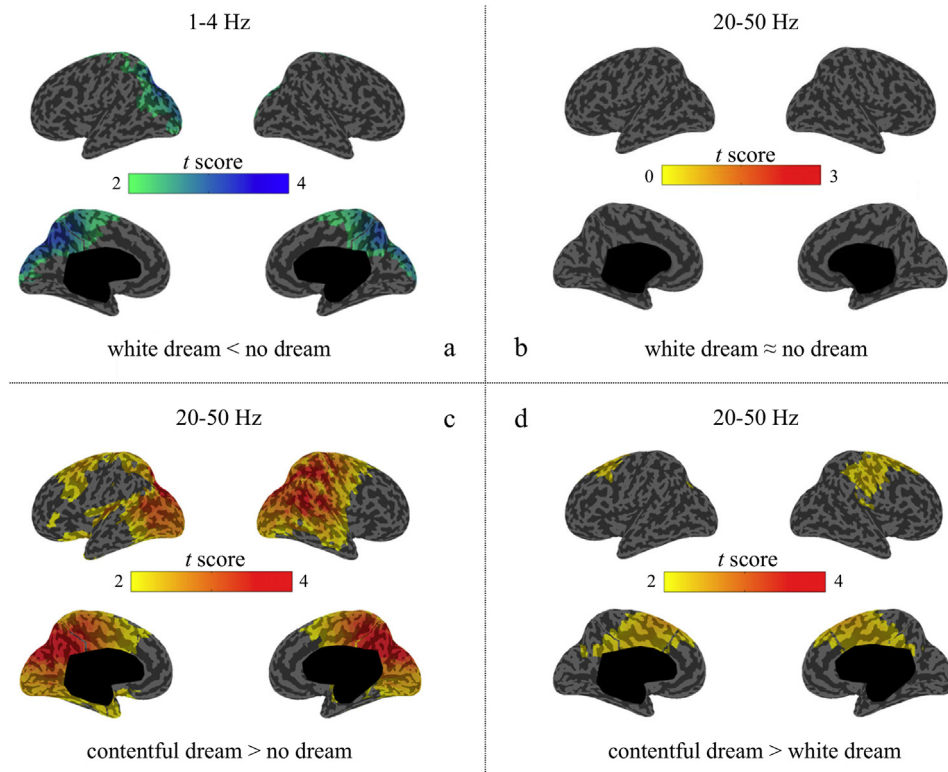 1-4 Hz
t score
2 4
white dream < no dream
a
20-50 Hz
t score
0 3
b
white dream ≈ no dream
20-50 Hz
c
t score
2 4
contentful dream > no dream
d
20-50 Hz
t score
2 4
contentful dream > white dream